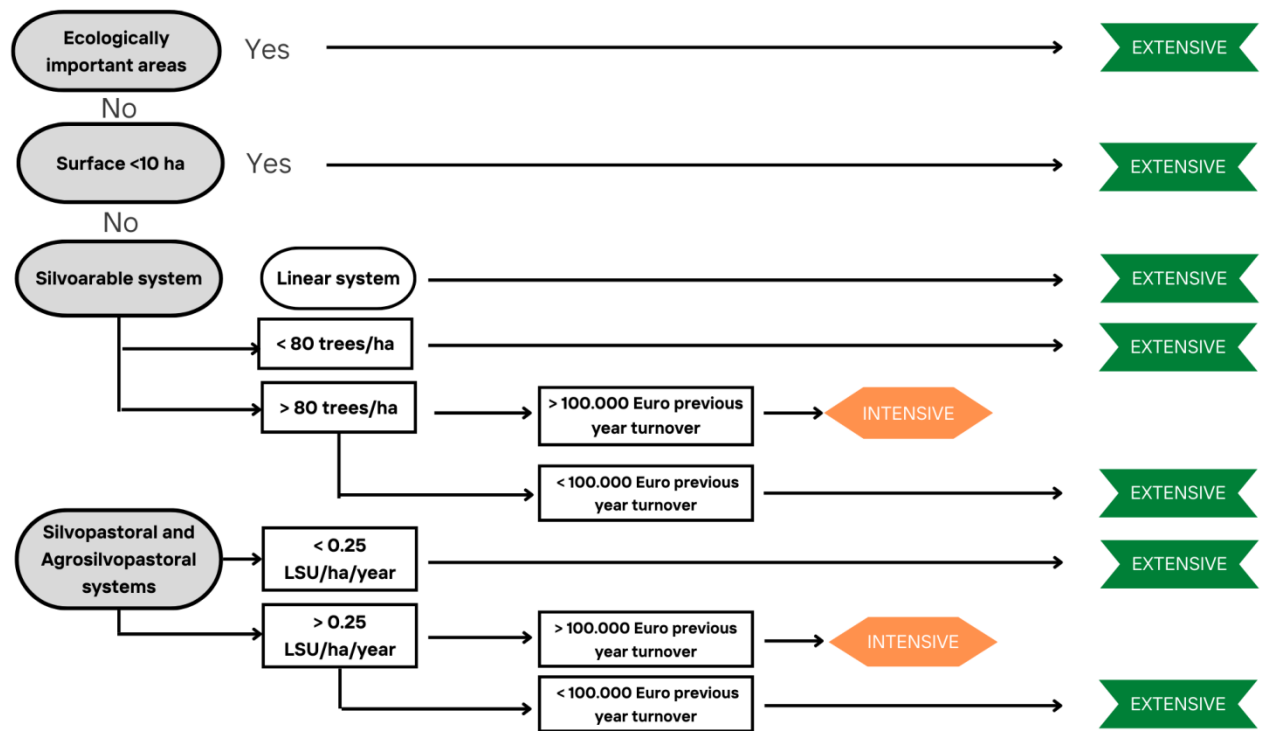 Ecologically
important areas
Yes
EXTENSIVE
No
Surface <10 ha
Yes
EXTENSIVE
No
Silvoarable system
Linear system
EXTENSIVE
< 80 trees/ha
EXTENSIVE
> 80 trees/ha
> 100.000 Euro previous
year turnover
INTENSIVE
< 100.000 Euro previous
year turnover
EXTENSIVE
Silvopastoral and
Agrosilvopastoral
systems
< 0.25
LSU/ha/year
EXTENSIVE
> 0.25
LSU/ha/year
>100.000 Euro previous
year turnover
INTENSIVE
<100.000 Euro previous
year turnover
EXTENSIVE